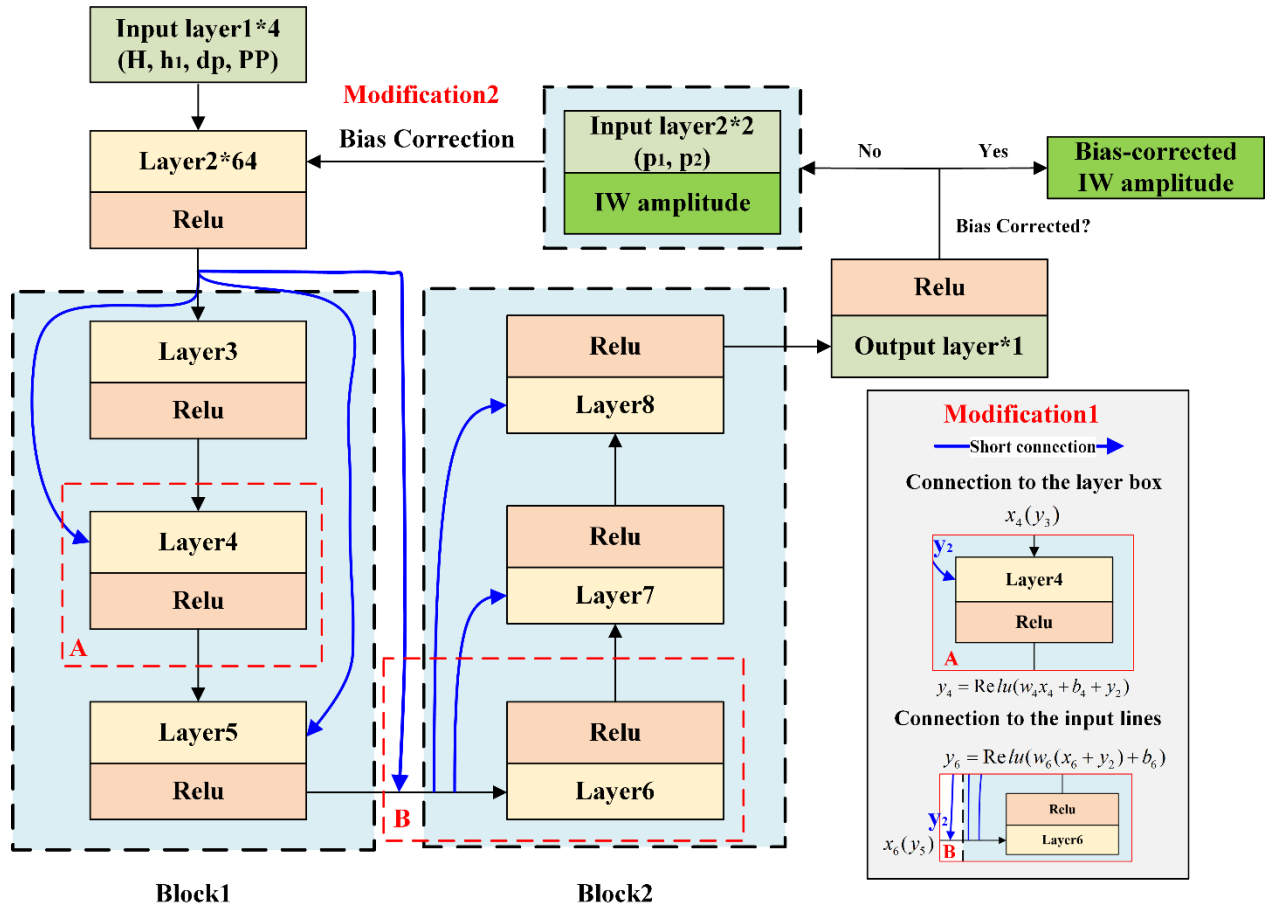 Input layer1*4
(H, h1, dp, PP)
Modification2
Bias Correction
Input layer2*2
(p1, p2)
IW amplitude
No
Yes
Bias-corrected
IW amplitude
Layer2*64
Relu
Bias Corrected?
Relu
Output layer*1
Layer3
Relu
Layer4
Relu
A
Layer5
Relu
Block1
Relu
Layer8
Relu
Layer7
Relu
Layer6
B
Block2
Modification1
Short connection
Connection to the layer box
x4(y3)
y2
Layer4
Relu
A
y4 = Relu(w4x4 + b4 + y2)
Connection to the input lines
y6 = Relu(w6(x6 + y2) + b6)
Relu
y2
Layer6
x6(y5)
B